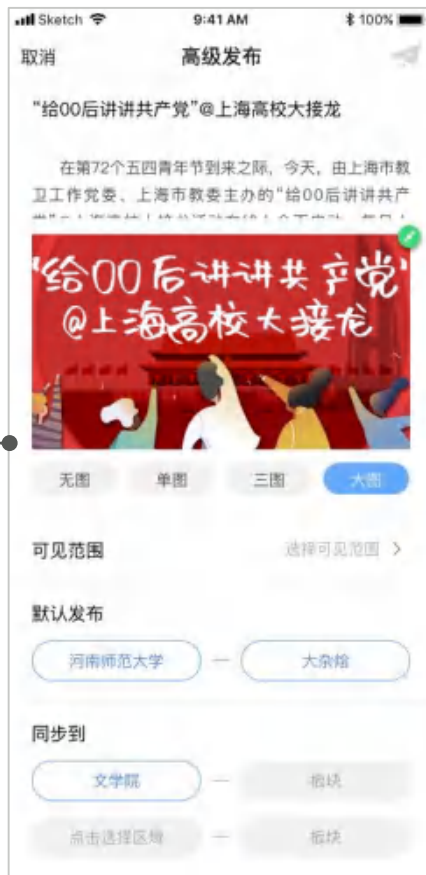 Sketch 9:41 AM 100%
取消 高级发布
“给00后讲讲共产党”@上海高校大接龙
在第72个五四青年节到来之际，今天，由上海市教
卫工作党委、上海市教委主办的“给00后讲讲共产
“给00后讲讲共产党”
@上海高校大接龙
无图 单图 三图 大图
可见范围 选择可见范围
默认发布
河南师范大学 — 大杂烩
同步到
文学院 — 板块
点击选择区域 — 板块